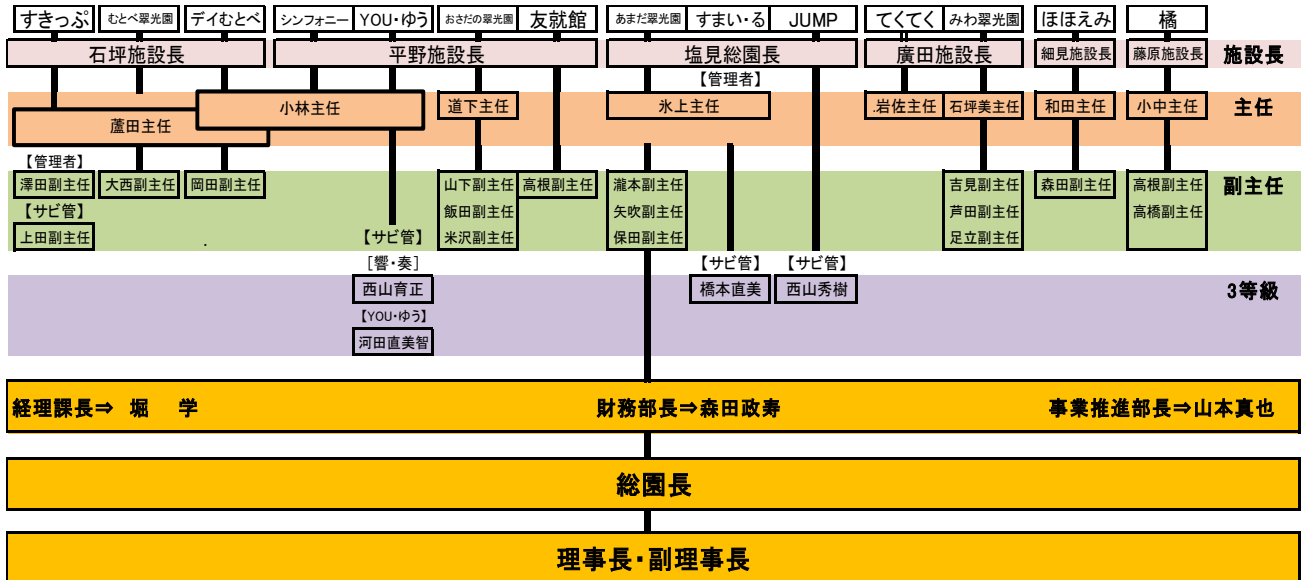 すきっぷ むとべ翠光園 デイむとべ シンフォニー YOU・ゆう おさだの翠光園 友就館 あまだ翠光園 すまい・る JUMP てくてく みわ翠光園 ほほえみ 橘
石坪施設長 平野施設長 塩見総園長 廣田施設長 細見施設長 藤原施設長 施設長
【管理者】
小林主任 道下主任 氷上主任 .岩佐主任 石坪美主任 和田主任 小中主任 主任
蘆田主任
【管理者】
澤田副主任 大西副主任 岡田副主任 山下副主任 高根副主任 瀧本副主任 吉見副主任 森田副主任 高根副主任 副主任
【サビ管】 飯田副主任 矢吹副主任 芦田副主任 高橋副主任
上田副主任 . 【サビ管】 米沢副主任 保田副主任 足立副主任
[響・奏] 【サビ管】 【サビ管】
西山育正 橋本直美 西山秀樹 3等級
【YOU・ゆう】
河田直美智
経理課長⇒ 堀 学 財務部長⇒森田政寿 事業推進部長⇒山本真也
総園長
理事長・副理事長